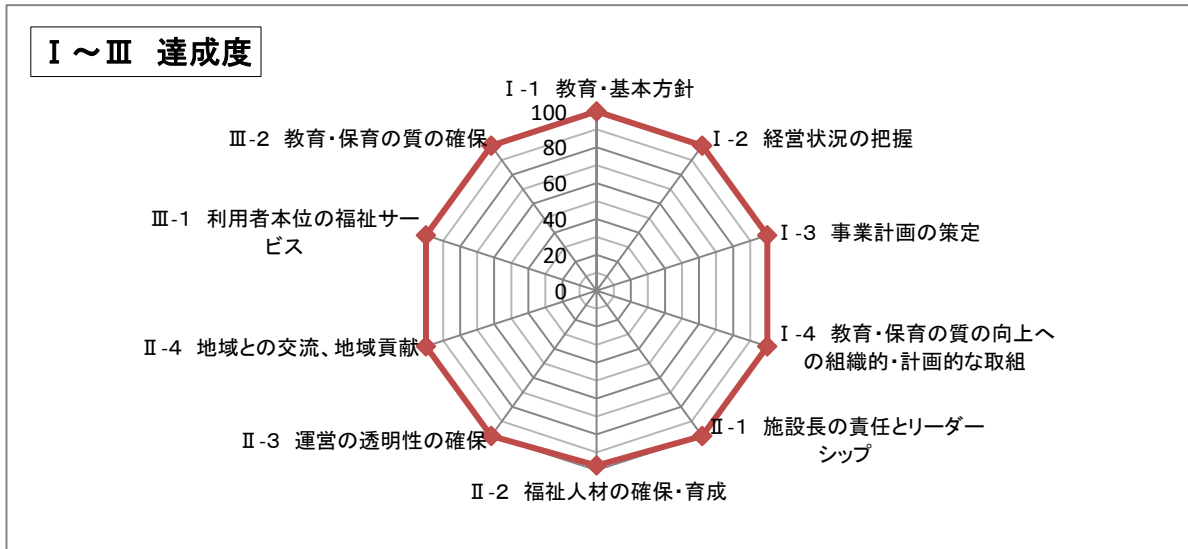 Ⅰ～Ⅲ 達成度
Ⅰ-1 教育・基本方針
Ⅰ-2 経営状況の把握
Ⅰ-3 事業計画の策定
Ⅰ-4 教育・保育の質の向上へ
の組織的・計画的な取組
Ⅱ-1 施設長の責任とリーダー
シップ
Ⅱ-2 福祉人材の確保・育成
Ⅱ-3 運営の透明性の確保
Ⅱ-4 地域との交流、地域貢献
Ⅲ-1 利用者本位の福祉サー
ビス
Ⅲ-2 教育・保育の質の確保
100
80
60
40
20
0